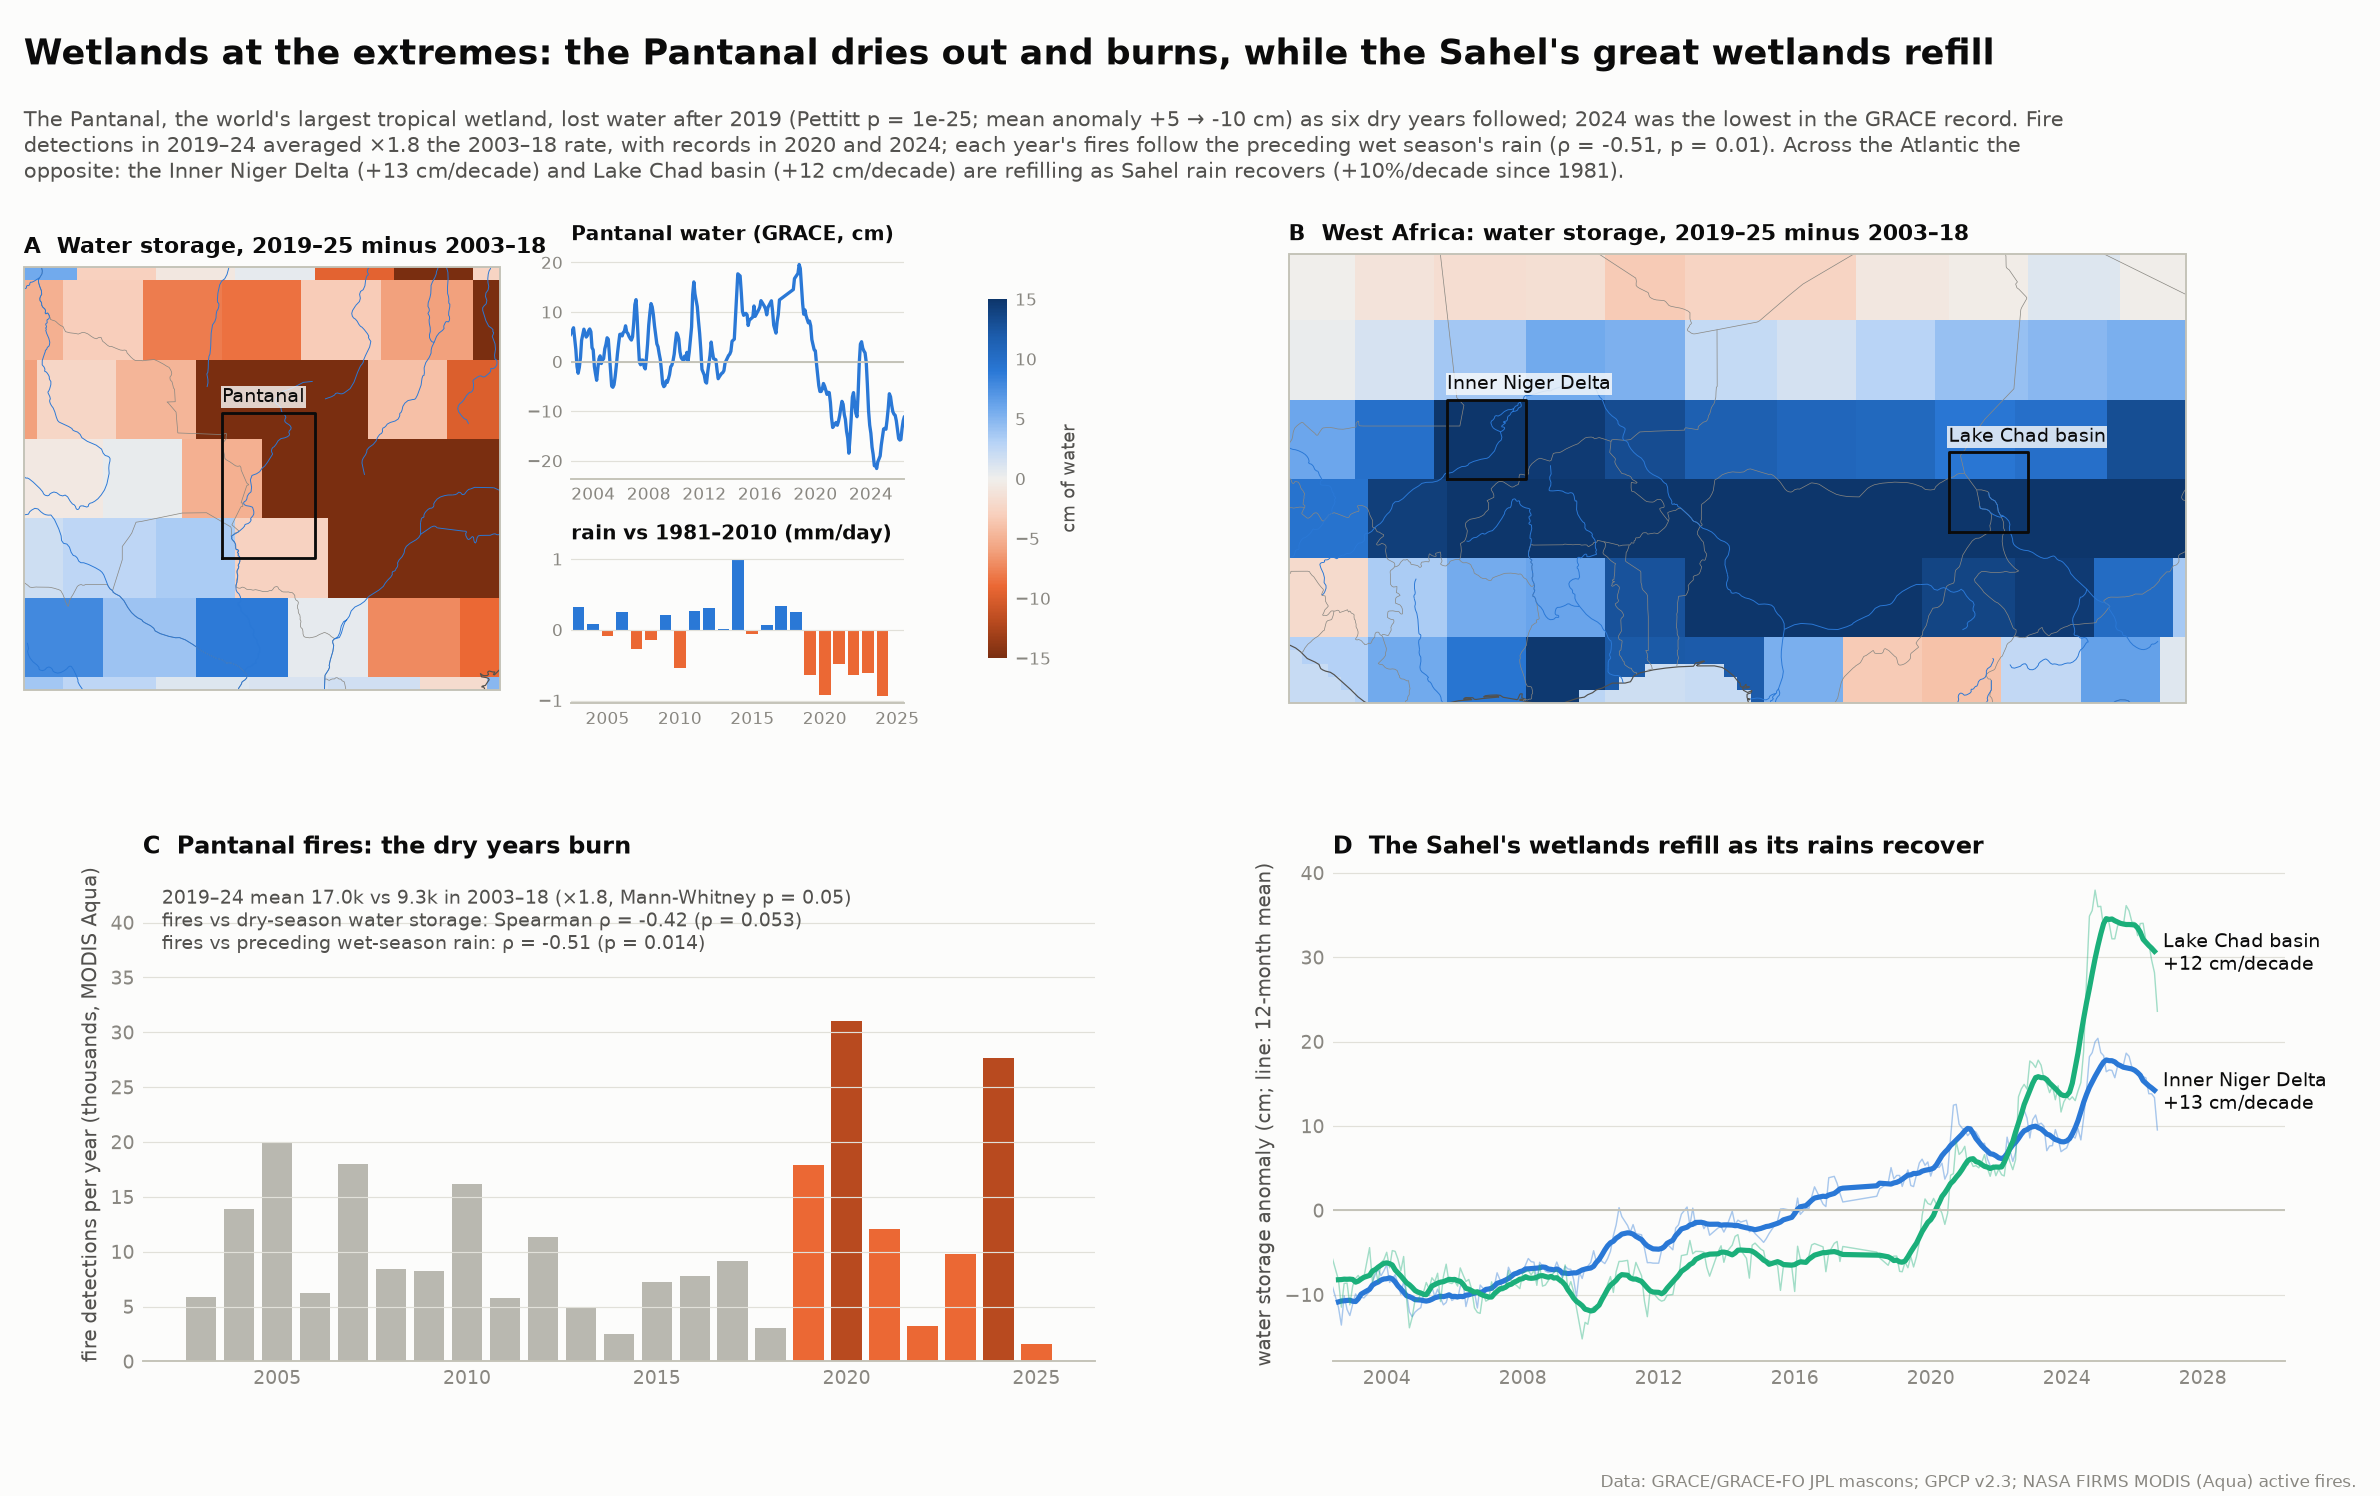 Wetlands at the extremes: the Pantanal dries out and burns, while the Sahel's great wetlands refill
The Pantanal, the world's largest tropical wetland, lost water after 2019 (Pettitt p = 1e-25; mean anomaly +5 → -10 cm) as six dry years followed; 2024 was the lowest in the GRACE record. Fire
detections in 2019–24 averaged ×1.8 the 2003–18 rate, with records in 2020 and 2024; each year's fires follow the preceding wet season's rain (ρ = -0.51, p = 0.01). Across the Atlantic the
opposite: the Inner Niger Delta (+13 cm/decade) and Lake Chad basin (+12 cm/decade) are refilling as Sahel rain recovers (+10%/decade since 1981).
A Water storage, 2019–25 minus 2003–18
Pantanal
Pantanal water (GRACE, cm)
20
10
0
−10
−20
2004 2008 2012 2016 2020 2024
rain vs 1981–2010 (mm/day)
1
0
−1
2005 2010 2015 2020 2025
15
10
5
0
−5
−10
−15
cm of water
B West Africa: water storage, 2019–25 minus 2003–18
Inner Niger Delta
Lake Chad basin
C Pantanal fires: the dry years burn
2019–24 mean 17.0k vs 9.3k in 2003–18 (×1.8, Mann-Whitney p = 0.05)
fires vs dry-season water storage: Spearman ρ = -0.42 (p = 0.053)
fires vs preceding wet-season rain: ρ = -0.51 (p = 0.014)
fire detections per year (thousands, MODIS Aqua)
40
35
30
25
20
15
10
5
0
2005 2010 2015 2020 2025
D The Sahel's wetlands refill as its rains recover
water storage anomaly (cm; line: 12-month mean)
40
30
20
10
0
−10
2004 2008 2012 2016 2020 2024 2028
Lake Chad basin
+12 cm/decade
Inner Niger Delta
+13 cm/decade
Data: GRACE/GRACE-FO JPL mascons; GPCP v2.3; NASA FIRMS MODIS (Aqua) active fires.